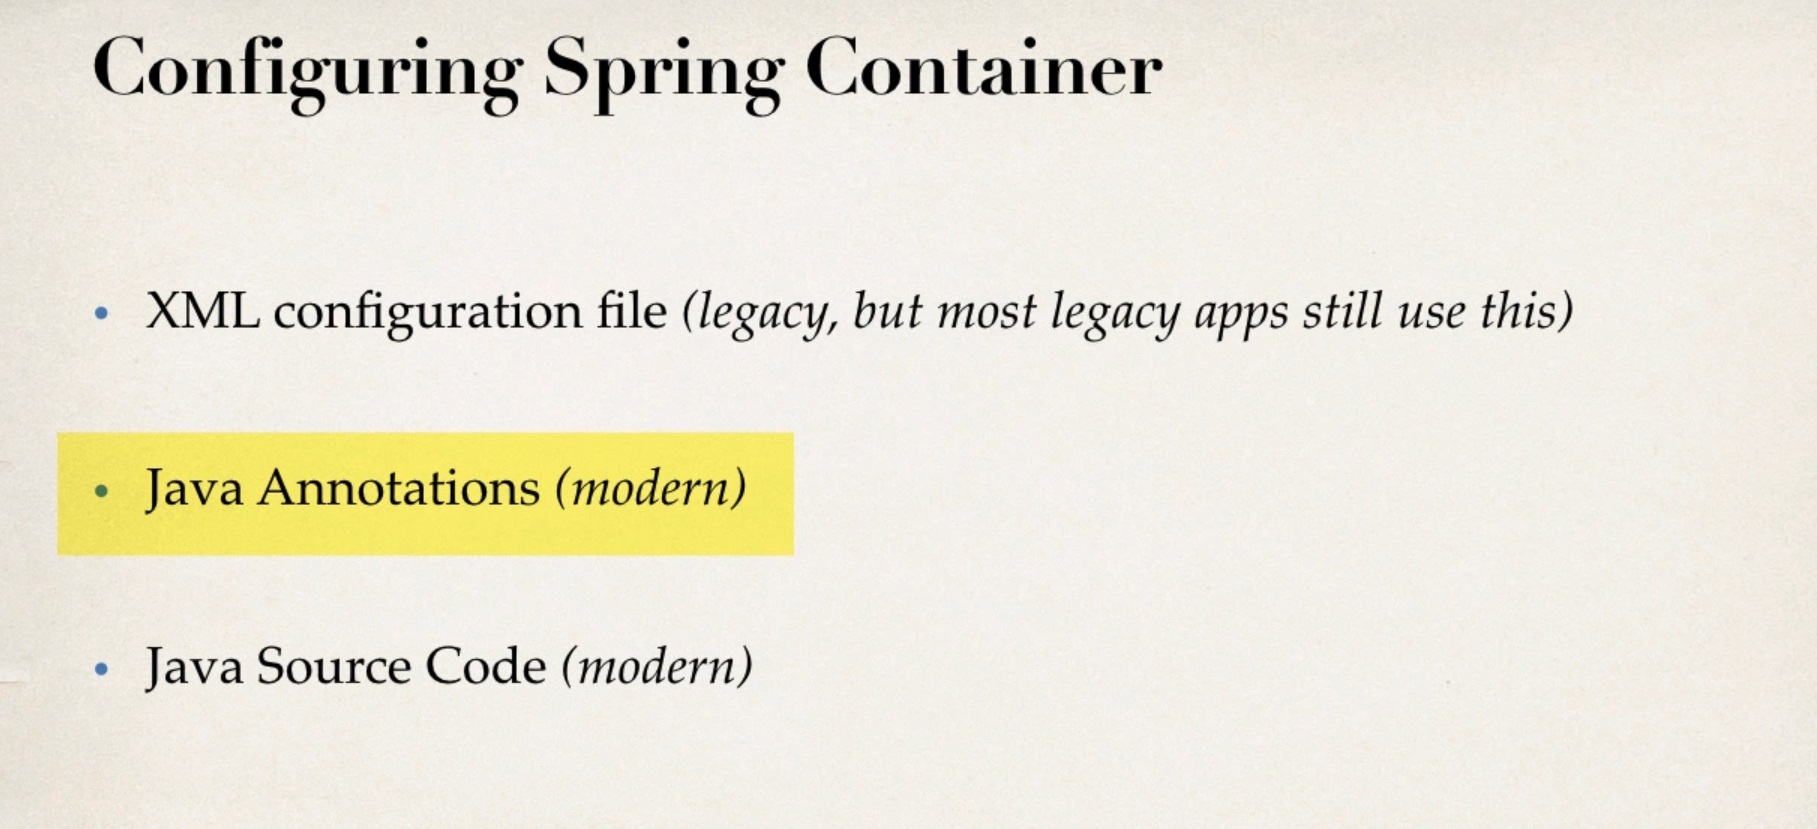 Configuring Spring Container
• XML configuration file (legacy, but most legacy apps still use this)
• Java Annotations (modern)
• Java Source Code (modern)